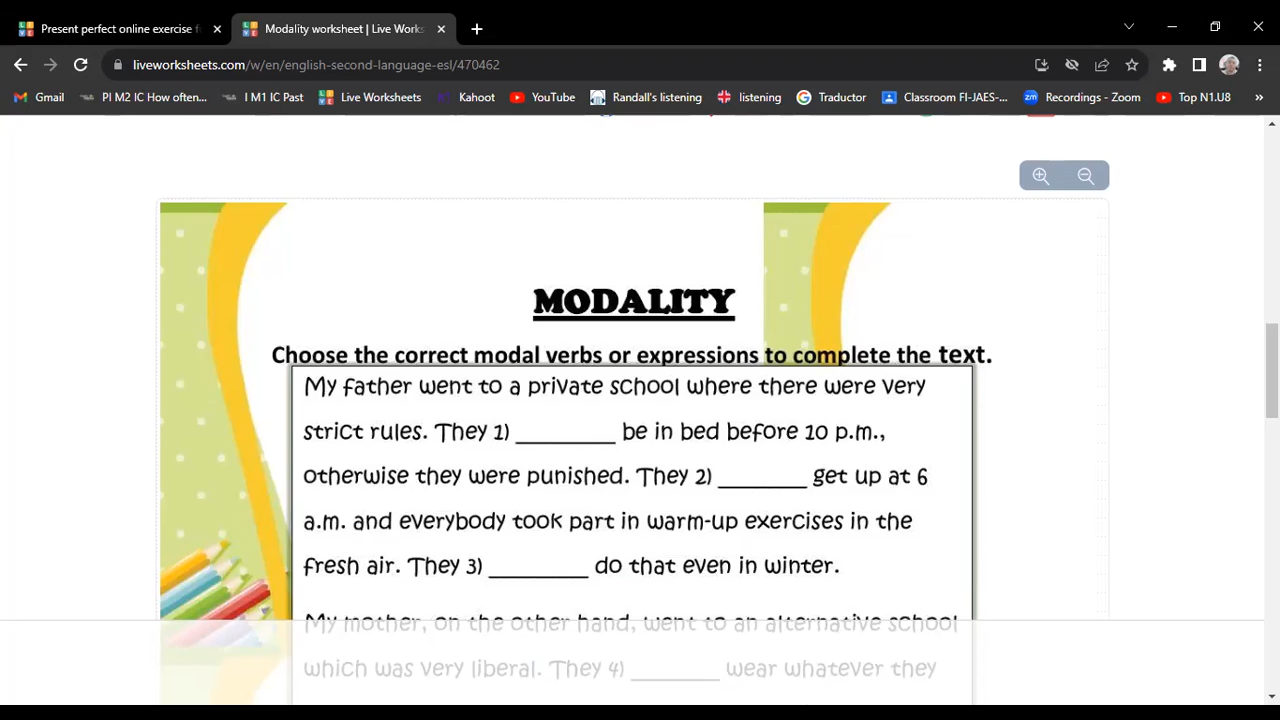 Present perfect online exercise f
Modality worksheet | Live Works
liveworksheets.com/w/en/english-second-language-esl/470462
Gmail
PI M2 IC How often...
I M1 IC Past
Live Worksheets
Kahoot
YouTube
Randall's listening
listening
Traductor
Classroom FI-JAES-...
zm Recordings - Zoom
Top N1.U8
»
MODALITY
Choose the correct modal verbs or expressions to complete the text.
My father went to a private school where there were very
strict rules. They 1) __________ be in bed before 10 p.m.,
otherwise they were punished. They 2) _________ get up at 6
a.m. and everybody took part in warm-up exercises in the
fresh air. They 3) __________ do that even in winter.
My mother, on the other hand, went to an alternative school
which was very liberal. They 4) _________ wear whatever they